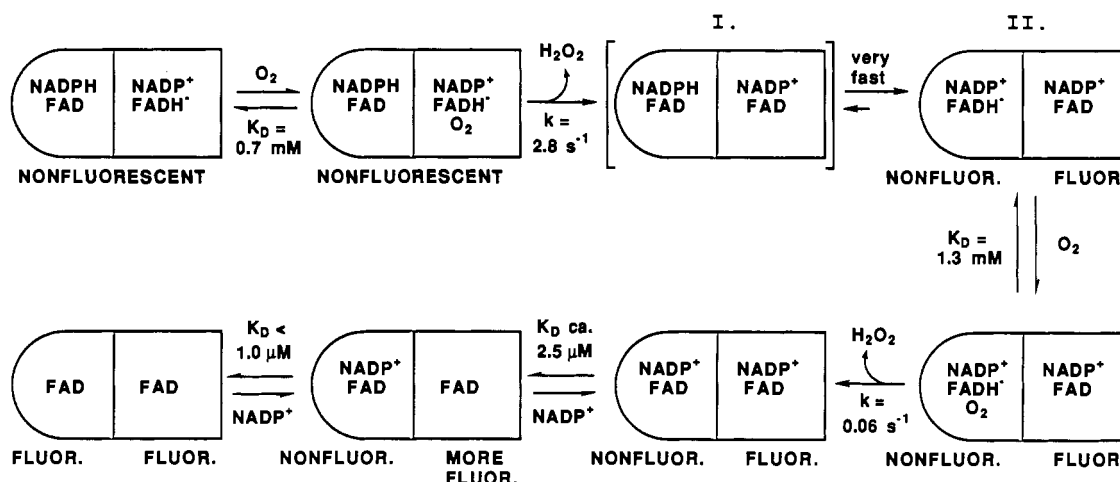 I.
II.
NADPH
FAD
NADP⁺
FADH⁻
O₂
K_D =
0.7 mM
NADPH
FAD
NADP⁺
FADH⁻
O₂
H₂O₂
k =
2.8 s⁻¹
NADPH
FAD
NADP⁺
FAD
very
fast
NADP⁺
FADH⁻
NADP⁺
FAD
NONFLUORESCENT
NONFLUORESCENT
NONFLUOR.
FLUOR
K_D =
1.3 mM
O₂
FAD
FAD
K_D <
1.0 μM
NADP⁺
NADP⁺
FAD
FAD
K_D ca.
2.5 μM
NADP⁺
NADP⁺
FAD
NADP⁺
FAD
H₂O₂
k =
0.06 s⁻¹
NADP⁺
FADH⁻
O₂
NADP⁺
FAD
FLUOR.
FLUOR.
NONFLUOR.
MORE
FLUOR.
NONFLUOR.
FLUOR.
NONFLUOR.
FLUOR